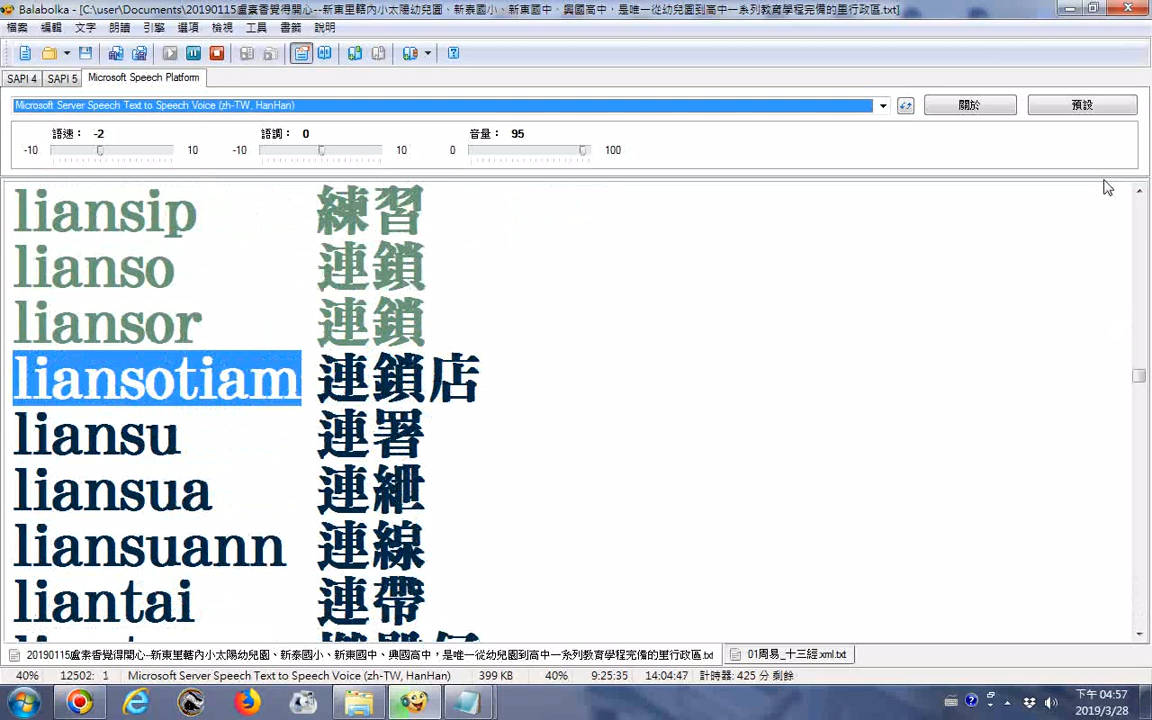 Balabolka - [C:\user\Documents\20190115盧素香覺得開心--新東里轄內小太陽幼兒園、新泰國小、新東國中、興國高中，是唯一從幼兒園到高中一系列教育學程完備的里行政區.txt]
檔案 編輯 文字 朗讀 引擎 選項 檢視 工具 書籤 說明
SAPI 4 SAPI 5 Microsoft Speech Platform
Microsoft Server Speech Text to Speech Voice (zh-TW, HanHan) 關於 預設
語速： -2 語調： 0 音量： 95
-10 10 -10 10 0 100
liansip 練習
lianso 連鎖
liansor 連鎖
liansotiam 連鎖店
liansu 連署
liansua 連紲
liansuann 連線
liantai 連帶
20190115盧素香覺得開心--新東里轄內小太陽幼兒園、新泰國小、新東國中、興國高中，是唯一從幼兒園到高中一系列教育學程完備的里行政區.txt 01周易_十三經.xml.txt
40% 12502: 1 Microsoft Server Speech Text to Speech Voice (zh-TW, HanHan) 399 KB 40% 9:25:35 14:04:47 計時器: 425 分 剩餘
下午 04:57
2019/3/28